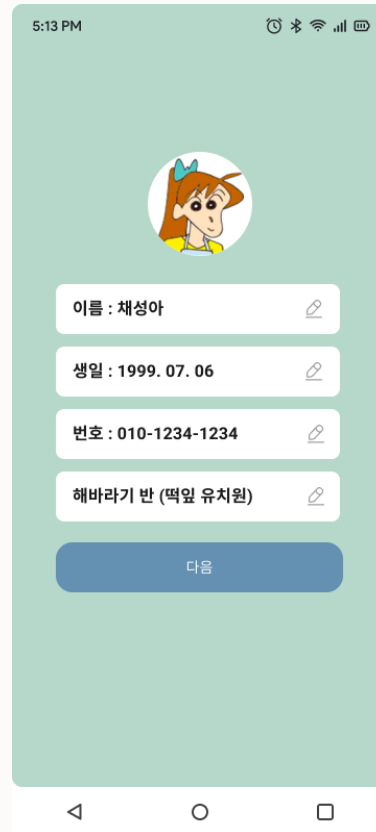 5:13 PM
이름 : 채성아
생일 : 1999. 07. 06
번호 : 010-1234-1234
해바라기 반 (떡잎 유치원)
다음